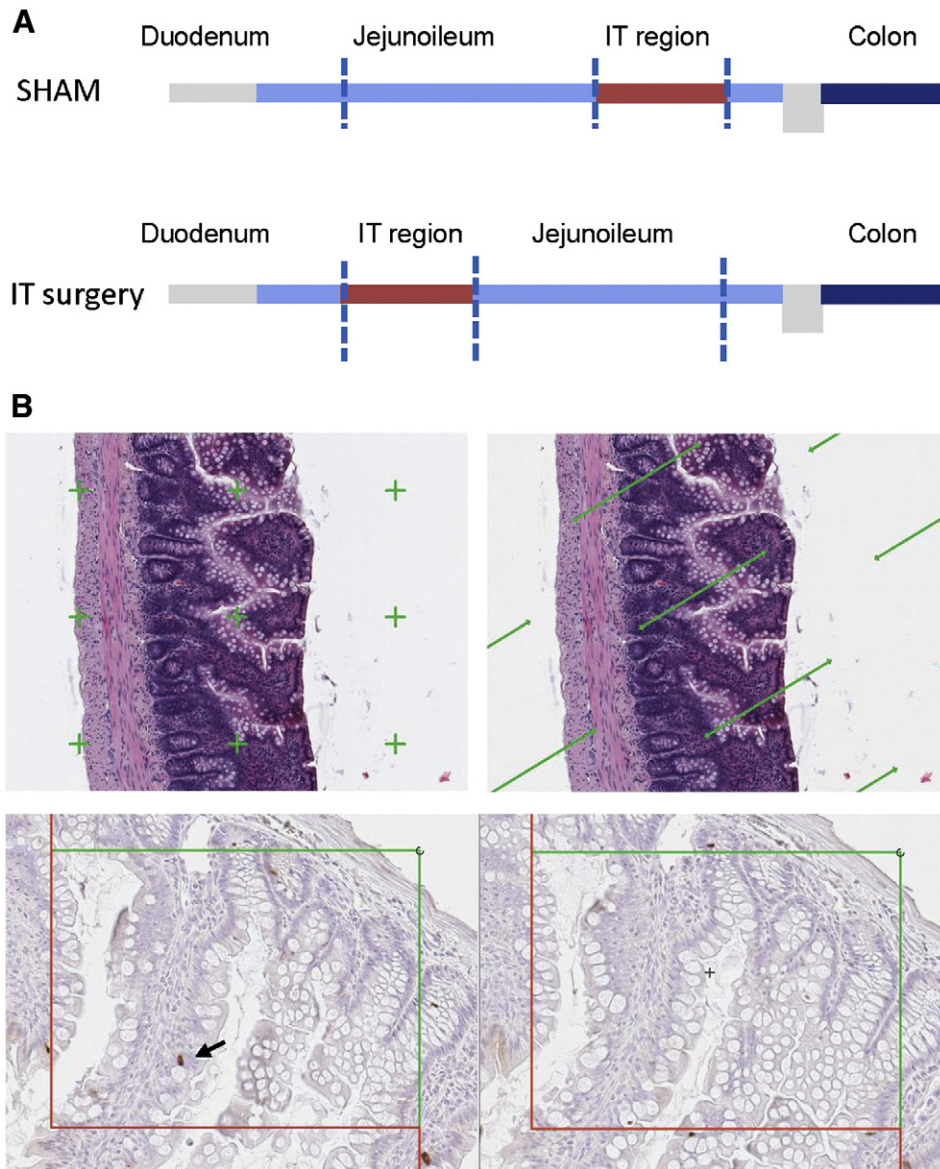 A
Duodenum Jejunoileum IT region Colon
SHAM
Duodenum IT region Jejunoileum Colon
IT surgery
B